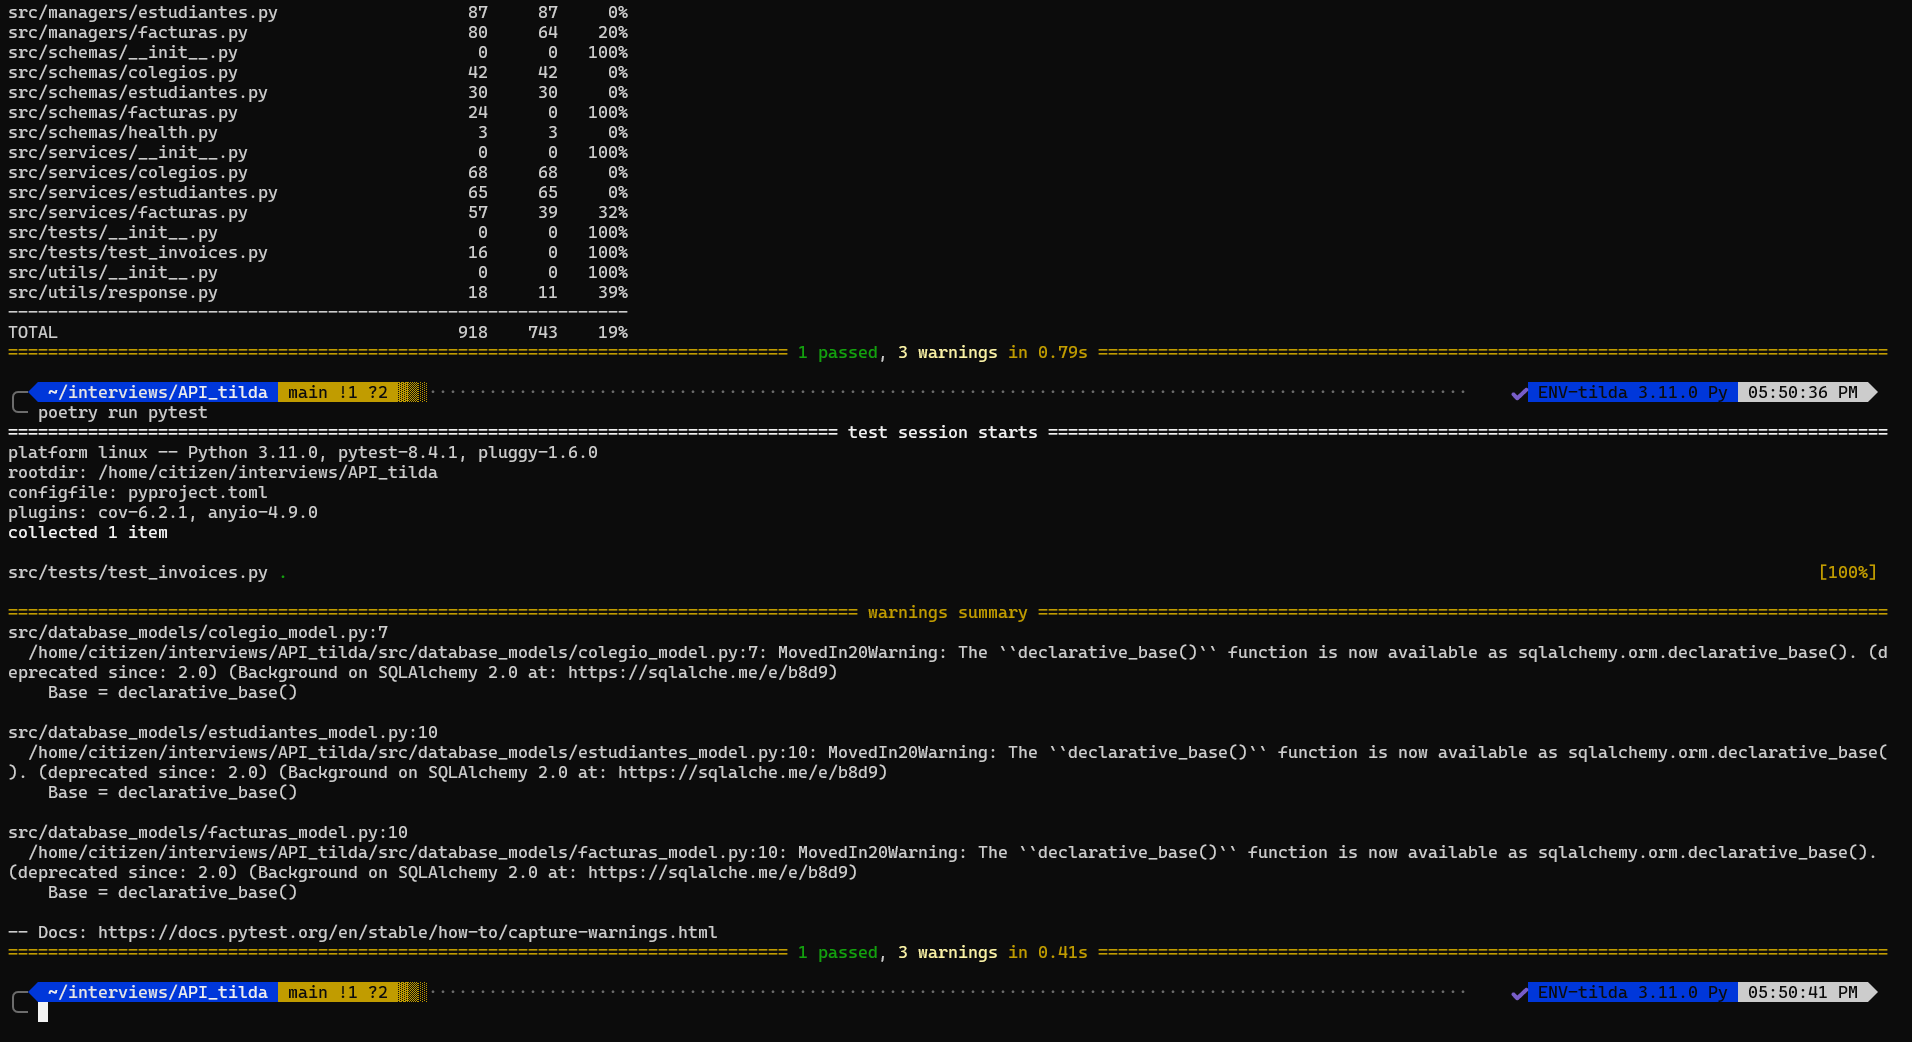 src/managers/estudiantes.py                   87     87     0%
src/managers/facturas.py                      80     64    20%
src/schemas/__init__.py                        0      0   100%
src/schemas/colegios.py                       42     42     0%
src/schemas/estudiantes.py                    30     30     0%
src/schemas/facturas.py                       24      0   100%
src/schemas/health.py                          3      3     0%
src/services/__init__.py                       0      0   100%
src/services/colegios.py                      68     68     0%
src/services/estudiantes.py                   65     65     0%
src/services/facturas.py                      57     39    32%
src/tests/__init__.py                          0      0   100%
src/tests/test_invoices.py                    16      0   100%
src/utils/__init__.py                          0      0   100%
src/utils/response.py                         18     11    39%
--------------------------------------------------------------
TOTAL                                        918    743    19%
============================== 1 passed, 3 warnings in 0.79s ==============================
~/interviews/API_tilda  main !1 ?2  ENV-tilda 3.11.0 Py  05:50:36 PM
poetry run pytest
============================== test session starts ==============================
platform linux -- Python 3.11.0, pytest-8.4.1, pluggy-1.6.0
rootdir: /home/citizen/interviews/API_tilda
configfile: pyproject.toml
plugins: cov-6.2.1, anyio-4.9.0
collected 1 item
src/tests/test_invoices.py . [100%]
============================== warnings summary ==============================
src/database_models/colegio_model.py:7
  /home/citizen/interviews/API_tilda/src/database_models/colegio_model.py:7: MovedIn20Warning: The ``declarative_base()`` function is now available as sqlalchemy.orm.declarative_base(). (d
eprecated since: 2.0) (Background on SQLAlchemy 2.0 at: https://sqlalche.me/e/b8d9)
    Base = declarative_base()
src/database_models/estudiantes_model.py:10
  /home/citizen/interviews/API_tilda/src/database_models/estudiantes_model.py:10: MovedIn20Warning: The ``declarative_base()`` function is now available as sqlalchemy.orm.declarative_base(
). (deprecated since: 2.0) (Background on SQLAlchemy 2.0 at: https://sqlalche.me/e/b8d9)
    Base = declarative_base()
src/database_models/facturas_model.py:10
  /home/citizen/interviews/API_tilda/src/database_models/facturas_model.py:10: MovedIn20Warning: The ``declarative_base()`` function is now available as sqlalchemy.orm.declarative_base().
(deprecated since: 2.0) (Background on SQLAlchemy 2.0 at: https://sqlalche.me/e/b8d9)
    Base = declarative_base()
-- Docs: https://docs.pytest.org/en/stable/how-to/capture-warnings.html
============================== 1 passed, 3 warnings in 0.41s ==============================
~/interviews/API_tilda  main !1 ?2  ENV-tilda 3.11.0 Py  05:50:41 PM